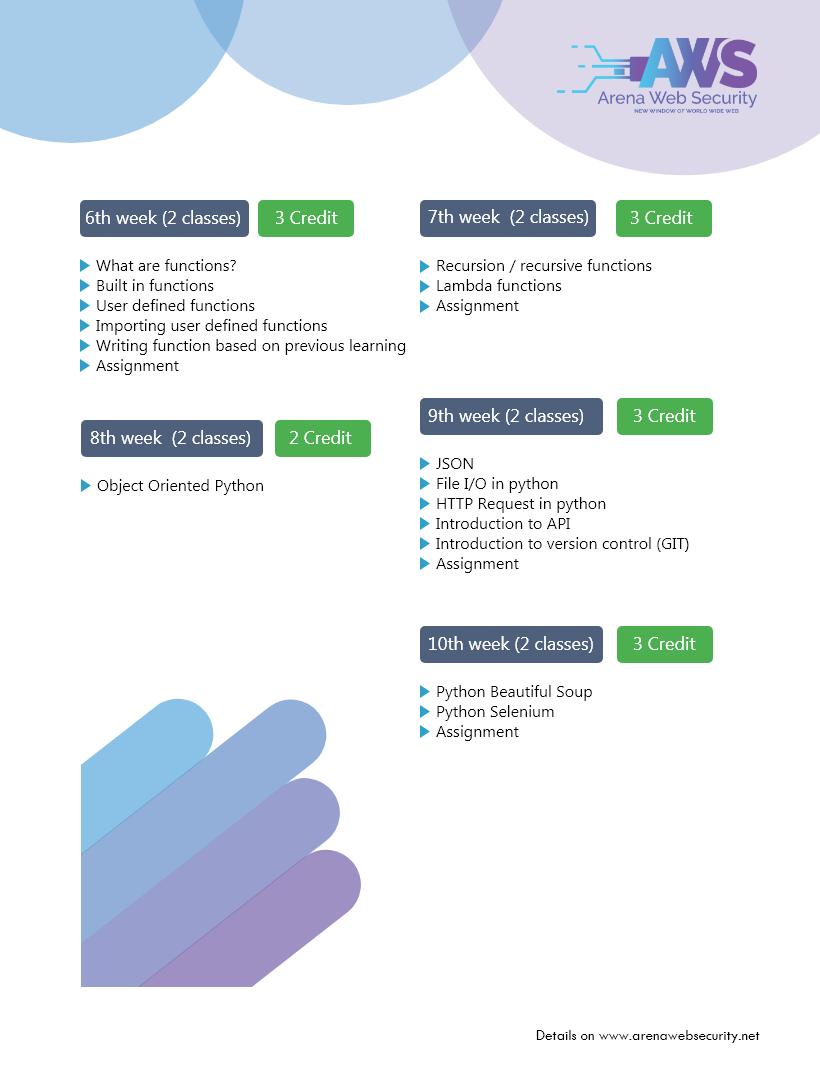 AWS
Arena Web Security
NEW WINDOW OF WORLD WIDE WEB
6th week (2 classes)
3 Credit
What are functions?
Built in functions
User defined functions
Importing user defined functions
Writing function based on previous learning
Assignment
7th week (2 classes)
3 Credit
Recursion / recursive functions
Lambda functions
Assignment
8th week (2 classes)
2 Credit
Object Oriented Python
9th week (2 classes)
3 Credit
JSON
File I/O in python
HTTP Request in python
Introduction to API
Introduction to version control (GIT)
Assignment
10th week (2 classes)
3 Credit
Python Beautiful Soup
Python Selenium
Assignment
Details on www.arenawebsecurity.net